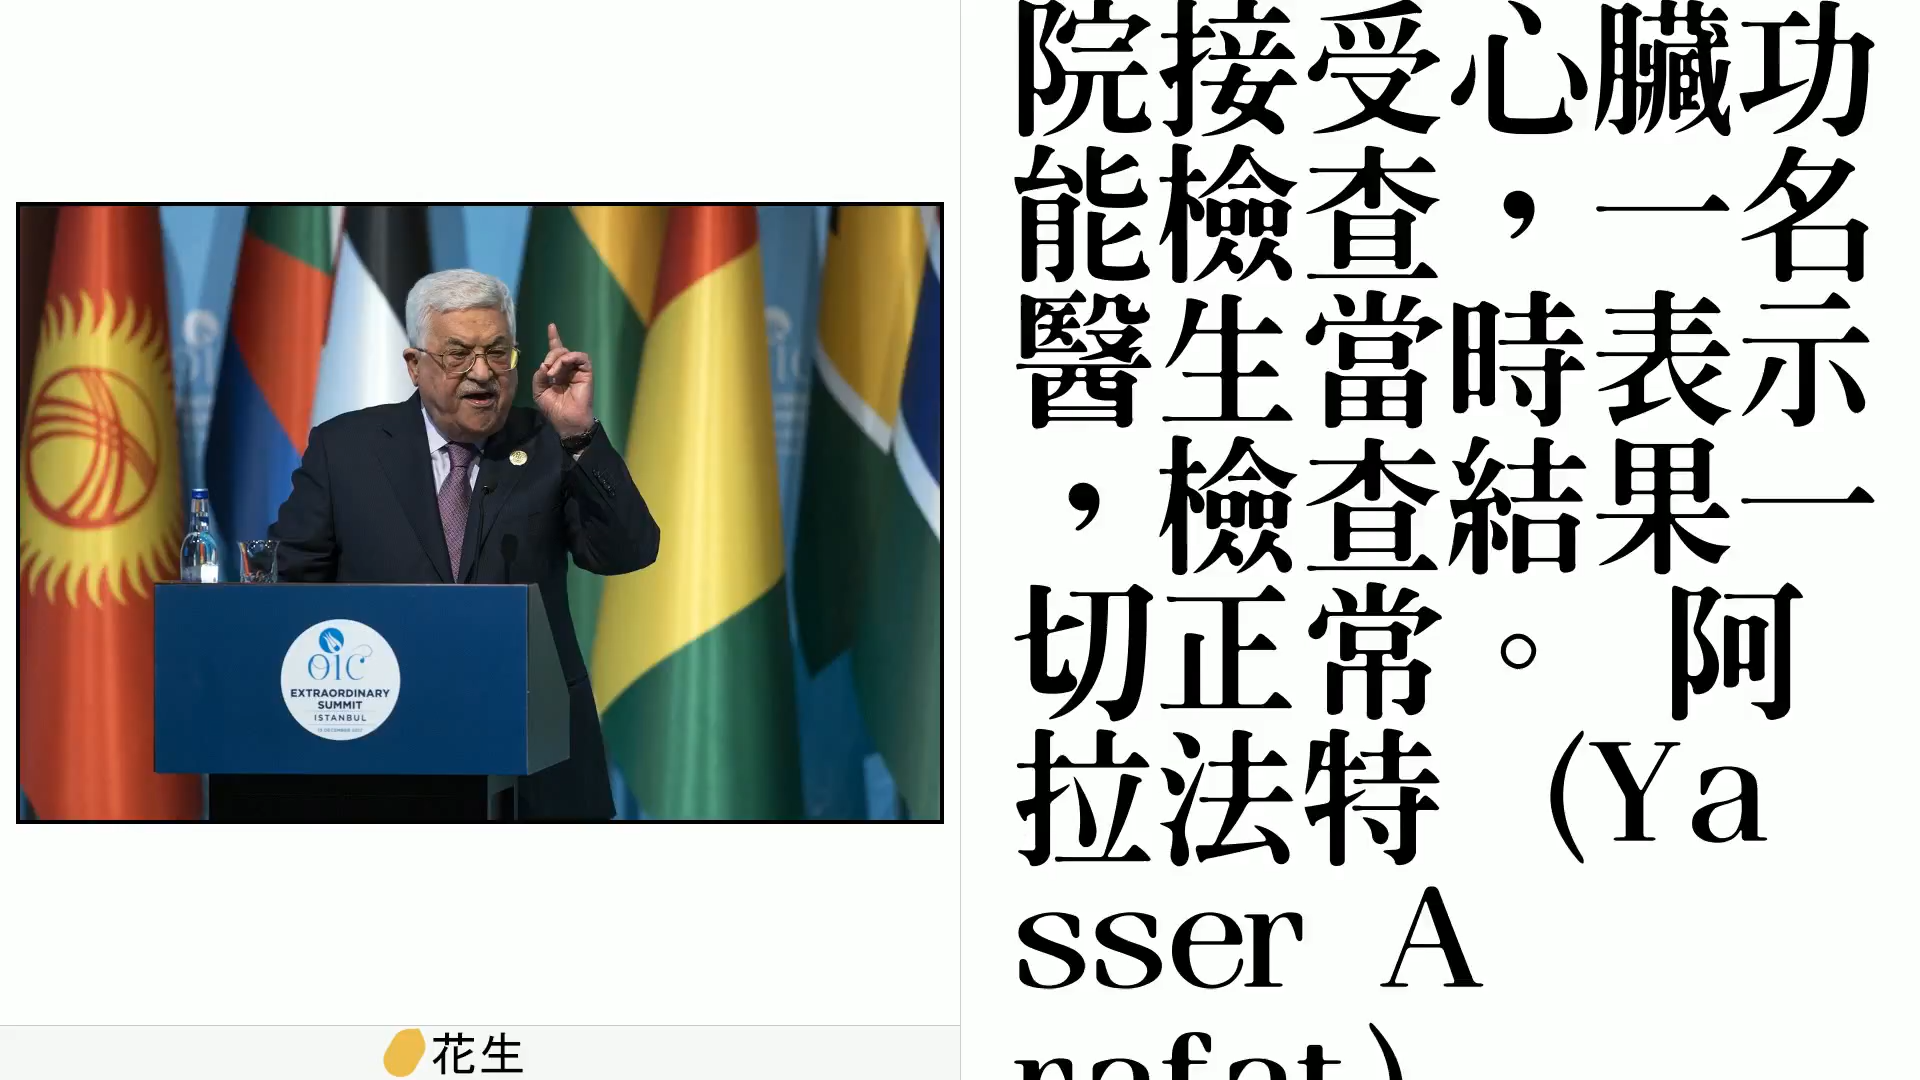 OIC
EXTRAORDINARY
SUMMIT
ISTANBUL
花生
院接受心臟功
能檢查，一名
醫生當時表示
，檢查結果一
切正常。 阿
拉法特 (Ya
sser A
rafat)